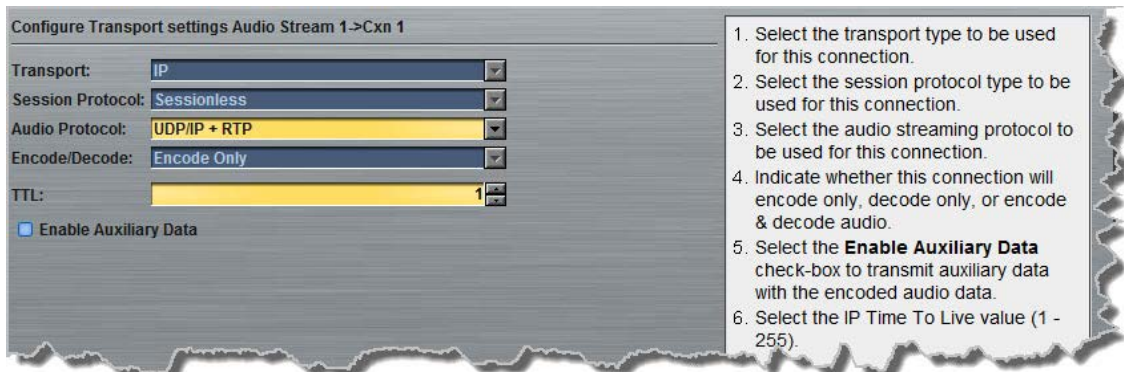 Configure Transport settings Audio Stream 1->Cxn 1
Transport: IP
Session Protocol: Sessionless
Audio Protocol: UDP/IP + RTP
Encode/Decode: Encode Only
TTL: 1
Enable Auxiliary Data
1. Select the transport type to be used
for this connection.
2. Select the session protocol type to be
used for this connection.
3. Select the audio streaming protocol to
be used for this connection.
4. Indicate whether this connection will
encode only, decode only, or encode
& decode audio.
5. Select the Enable Auxiliary Data
check-box to transmit auxiliary data
with the encoded audio data.
6. Select the IP Time To Live value (1 -
255).